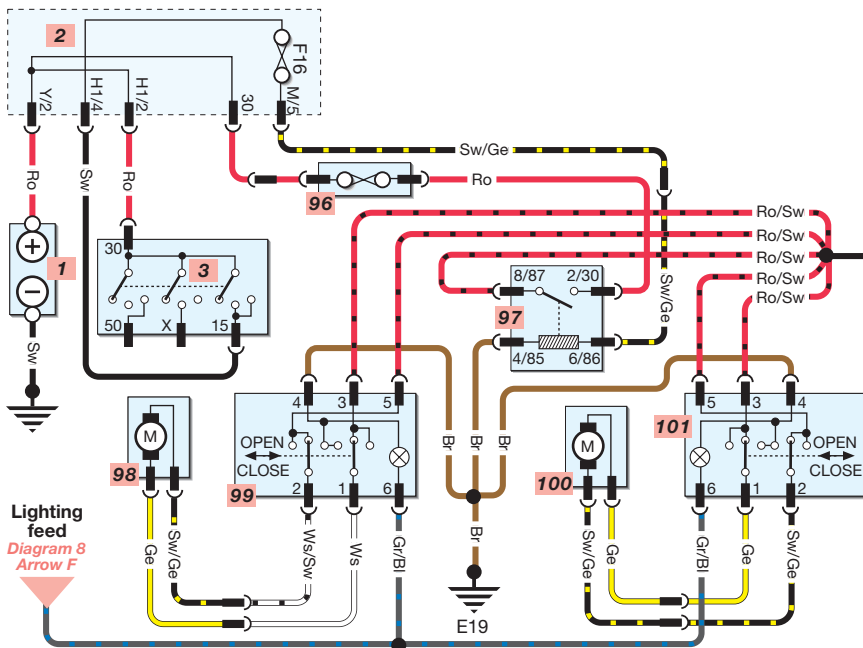 2
F16
Y/2
H1/4
H1/2
30
M/5
Sw/Ge
Ro
Sw
Ro
Ro
96
Ro/Sw
Ro/Sw
Ro/Sw
Ro/Sw
30
3
1
50
X
15
8/87
2/30
97
4/85
6/86
Sw/Ge
Sw
4
3
5
5
3
4
M
98
OPEN
CLOSE
99
2
1
6
Br
Br
Br
M
100
101
OPEN
CLOSE
6
1
2
Lighting
feed
Diagram 8
Arrow F
Ge
Sw/Ge
Ws/Sw
Ws
Gr/Bl
Br
E19
Sw/Ge
Ge
Gr/Bl
Ge
Sw/Ge